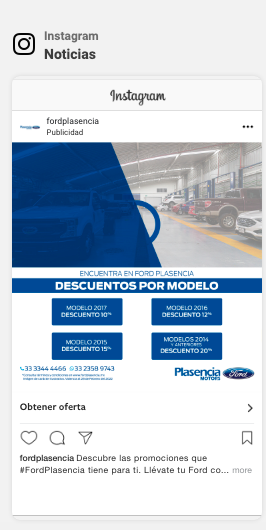 Instagram
Noticias
Instagram
fordplasencia
Publicidad
ENCUENTRA EN FORD PLASENCIA
DESCUENTOS POR MODELO
MODELO 2017
DESCUENTO 10%
MODELO 2016
DESCUENTO 12%
MODELO 2015
DESCUENTO 15%
MODELOS 2014
Y ANTERIORES
DESCUENTO 20%
33 3344 4466 33 2358 9743
Plasencia
MOTORS
Ford
Obtener oferta
fordplasencia Descubre las promociones que
#FordPlasencia tiene para ti. Llévate tu Ford co... more